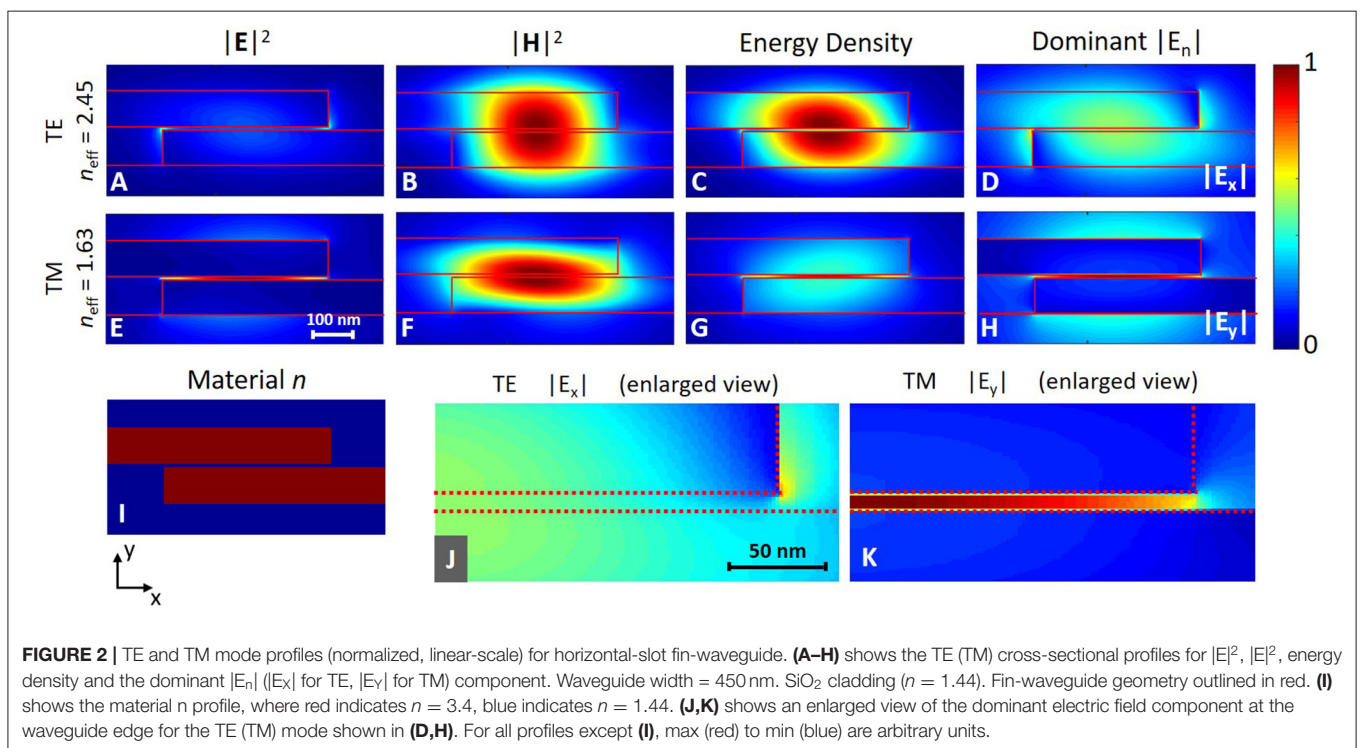 |E|² |H|² Energy Density Dominant |Eₙ|
TE
n_eff = 2.45
A B C D |Eₓ|
1
0
TM
n_eff = 1.63
E 100 nm F G H |E_y|
Material n
TE |Eₓ| (enlarged view) TM |E_y| (enlarged view)
I
y
x
J 50 nm K
FIGURE 2 | TE and TM mode profiles (normalized, linear-scale) for horizontal-slot fin-waveguide. (A–H) shows the TE (TM) cross-sectional profiles for |E|², |E|², energy
density and the dominant |Eₙ| (|E_X| for TE, |E_Y| for TM) component. Waveguide width = 450 nm. SiO₂ cladding (n = 1.44). Fin-waveguide geometry outlined in red. (I)
shows the material n profile, where red indicates n = 3.4, blue indicates n = 1.44. (J,K) shows an enlarged view of the dominant electric field component at the
waveguide edge for the TE (TM) mode shown in (D,H). For all profiles except (I), max (red) to min (blue) are arbitrary units.